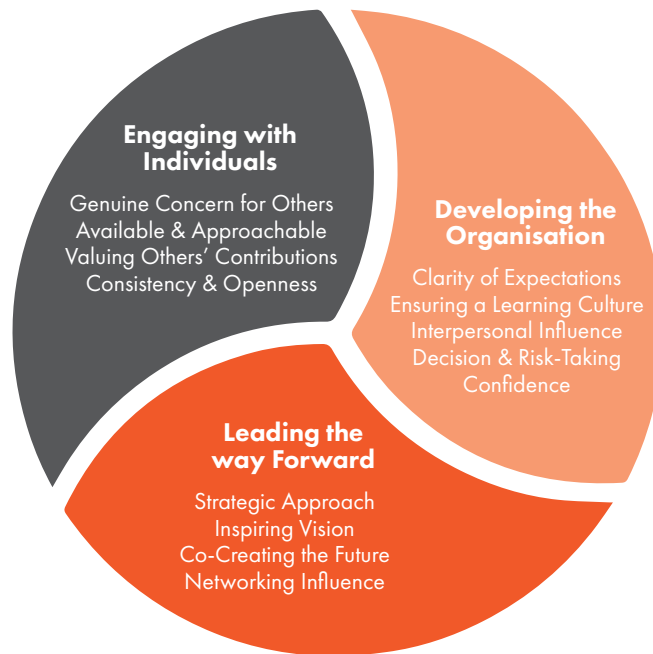 Engaging with
Individuals
Genuine Concern for Others
Available & Approachable
Valuing Others’ Contributions
Consistency & Openness
Developing the
Organisation
Clarity of Expectations
Ensuring a Learning Culture
Interpersonal Influence
Decision & Risk-Taking
Confidence
Leading the
way Forward
Strategic Approach
Inspiring Vision
Co-Creating the Future
Networking Influence